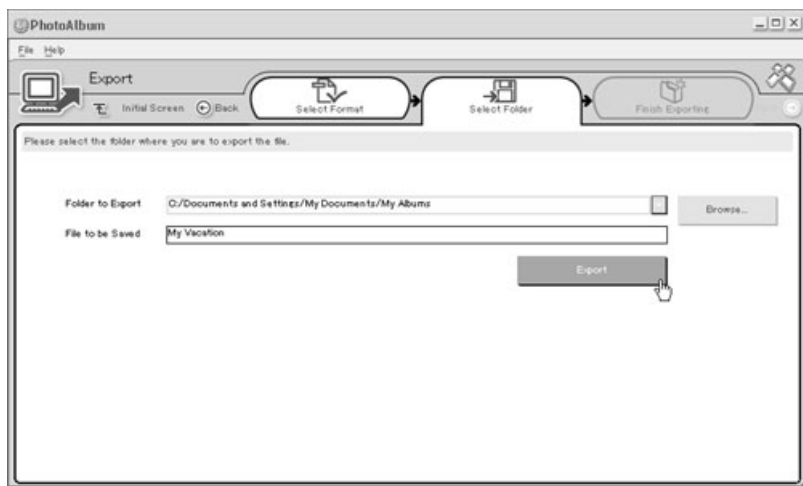 PhotoAlbum
File Help
Export
Initial Screen Back
Select Format
Select Folder
Finish Exporting
Please select the folder where you are to export the file.
Folder to Export C:/Documents and Settings/My Documents/My Albums Browse...
File to be Saved My Vacation
Export